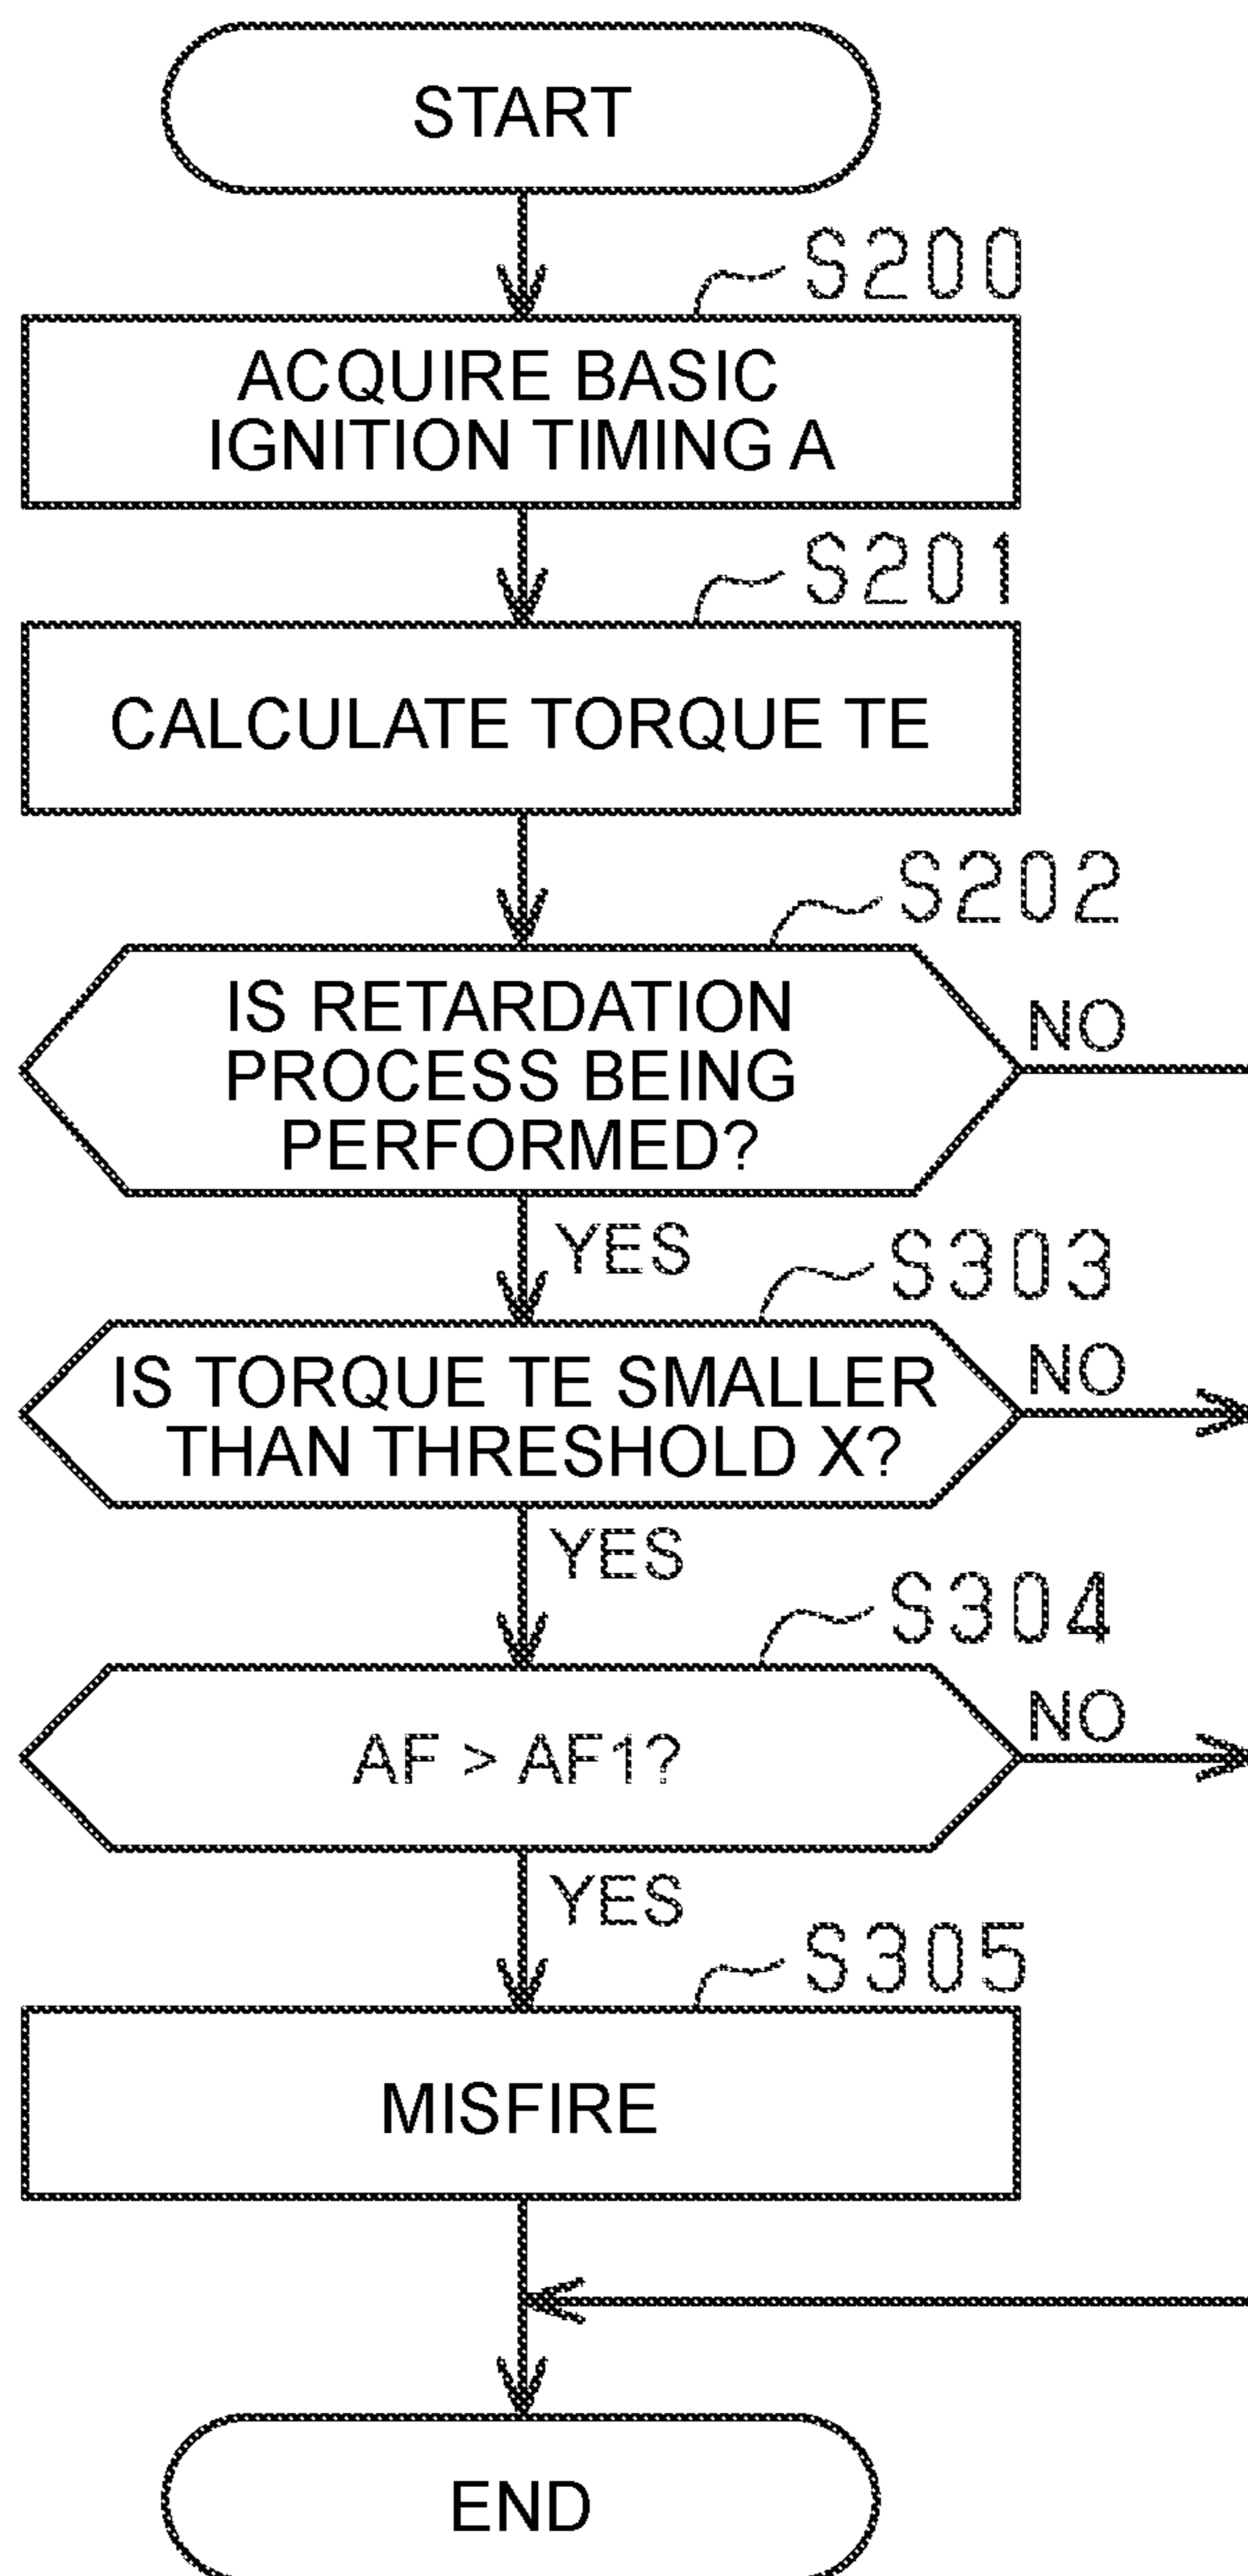 START
S200
ACQUIRE BASIC
IGNITION TIMING A
S201
CALCULATE TORQUE TE
S202
IS RETARDATION
PROCESS BEING
PERFORMED?
NO
YES
S303
IS TORQUE TE SMALLER
THAN THRESHOLD X?
NO
YES
S304
AF > AF1?
NO
YES
S305
MISFIRE
END